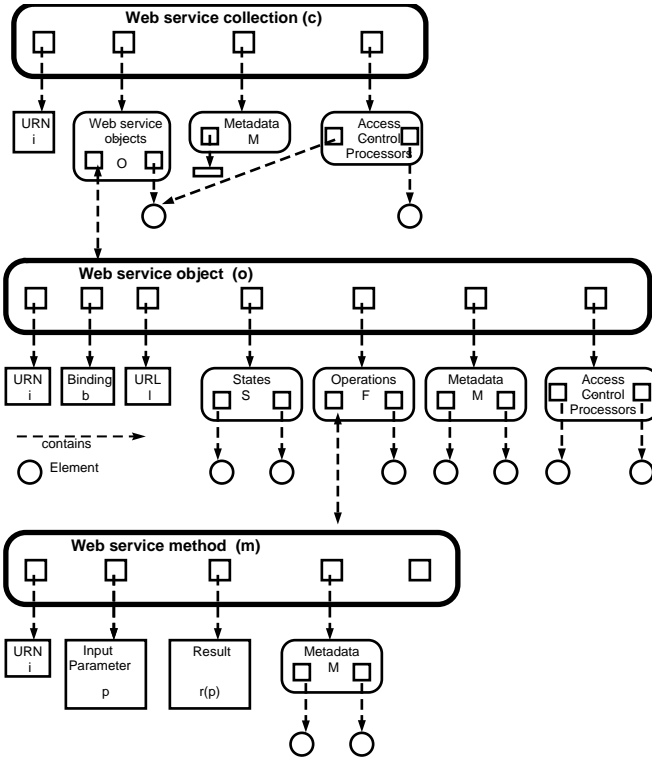 Web service collection (c)
URN
i
Web service
objects
O
Metadata
M
Access
Control
Processors
Web service object (o)
URN
i
Binding
b
URL
l
States
S
Operations
F
Metadata
M
Access
Control
Processors
contains
Element
Web service method (m)
URN
i
Input
Parameter
p
Result
r(p)
Metadata
M